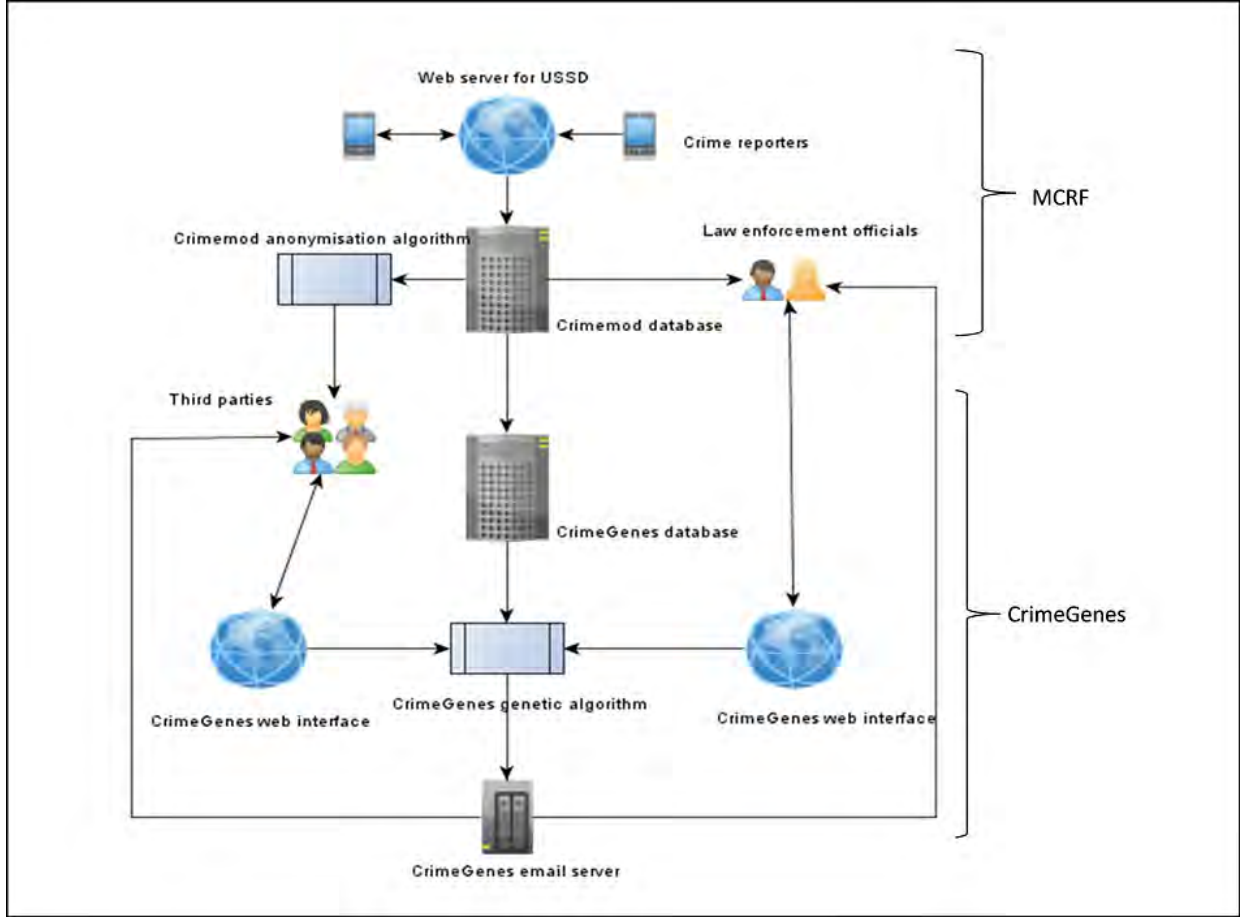 Web server for USSD
Crime reporters
MCRF
Crimemod anonymisation algorithm
Law enforcement officials
Crimemod database
Third parties
CrimeGenes database
CrimeGenes
CrimeGenes web interface
CrimeGenes genetic algorithm
CrimeGenes web interface
CrimeGenes email server